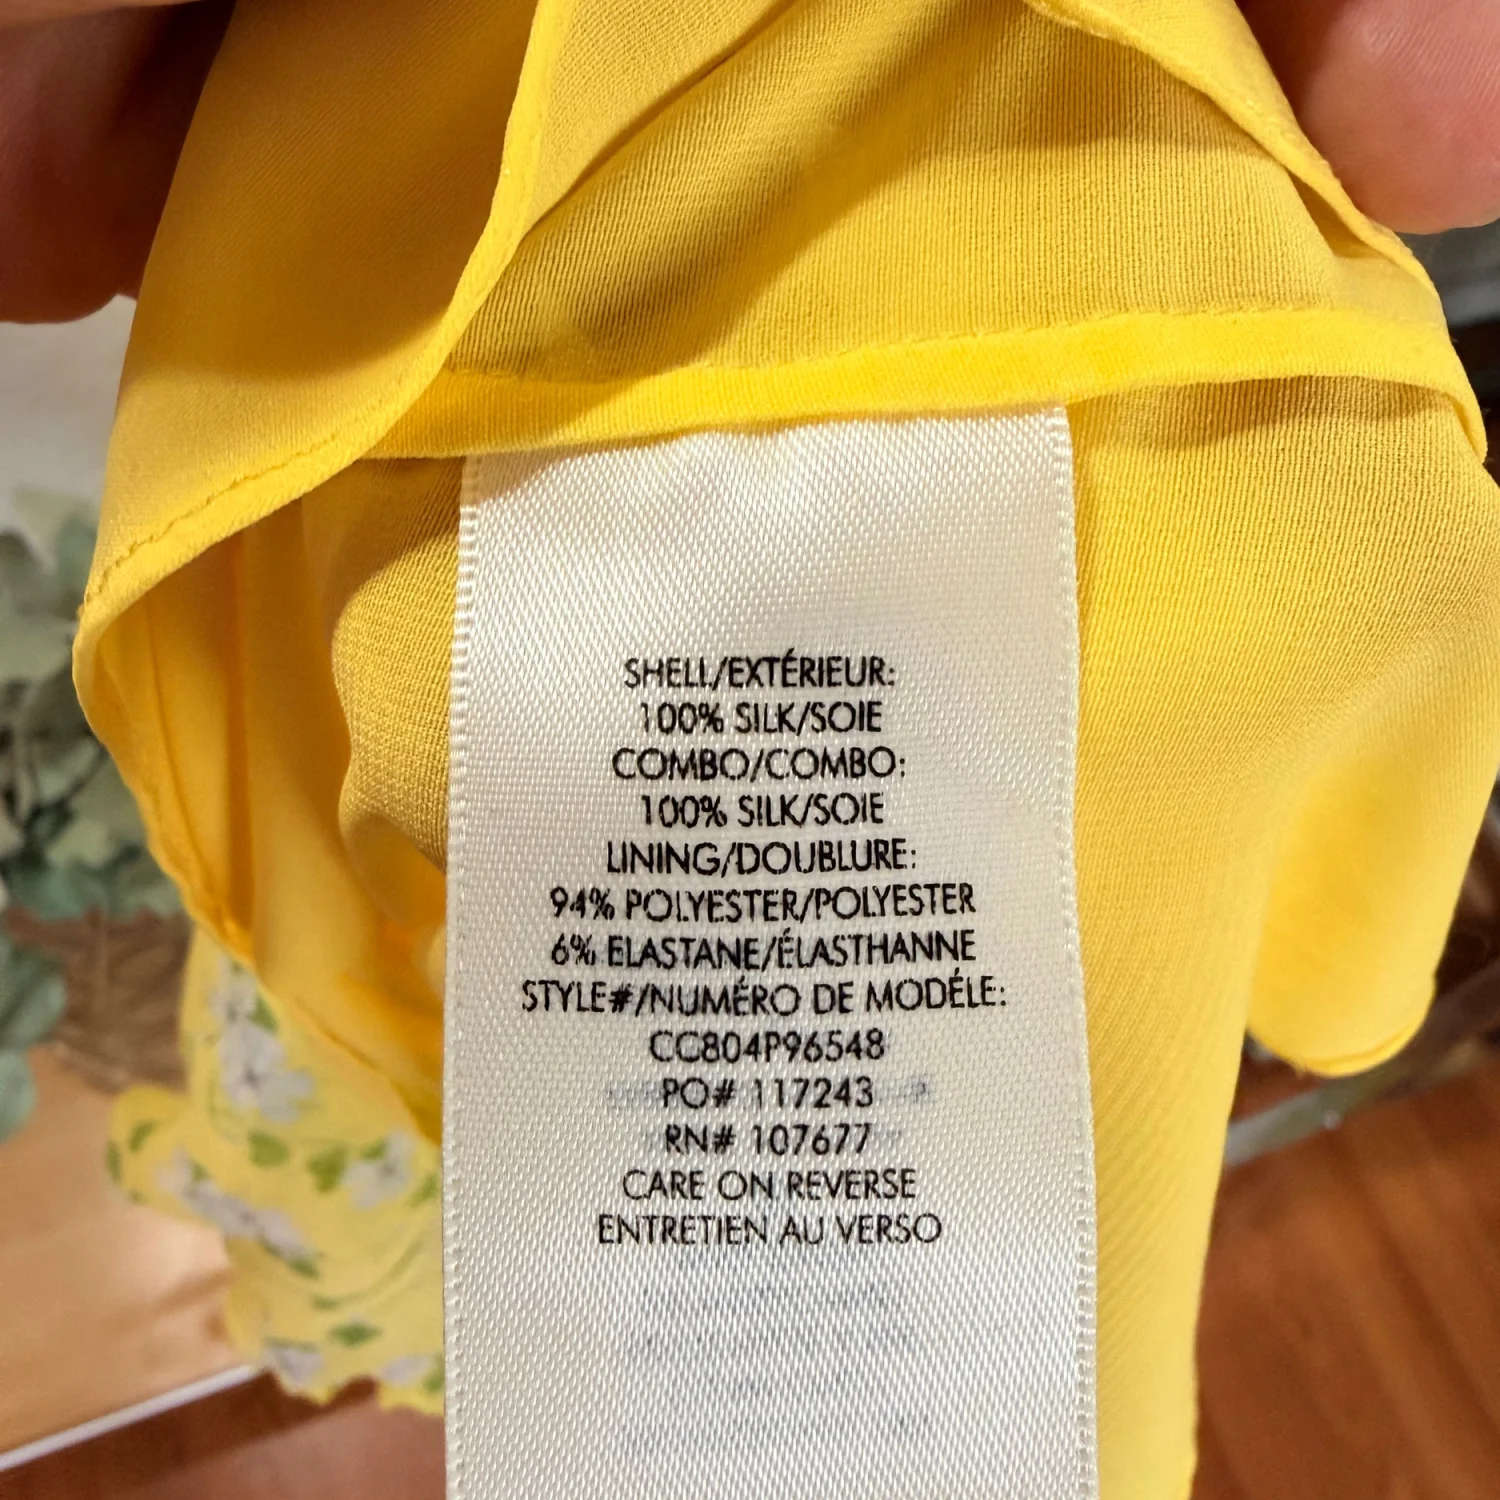 SHELL/EXTÉRIEUR:
100% SILK/SOIE
COMBO/COMBO:
100% SILK/SOIE
LINING/DOUBLURE:
94% POLYESTER/POLYESTER
6% ELASTANE/ÉLASTHANNE
STYLE#/NUMÉRO DE MODÉLE:
CC804P96548
PO# 117243
RN# 107677
CARE ON REVERSE
ENTRETIEN AU VERSO